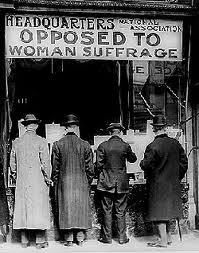 HEADQUARTERS NATIONAL ASSOCIATION
OPPOSED TO
WOMAN SUFFRAGE